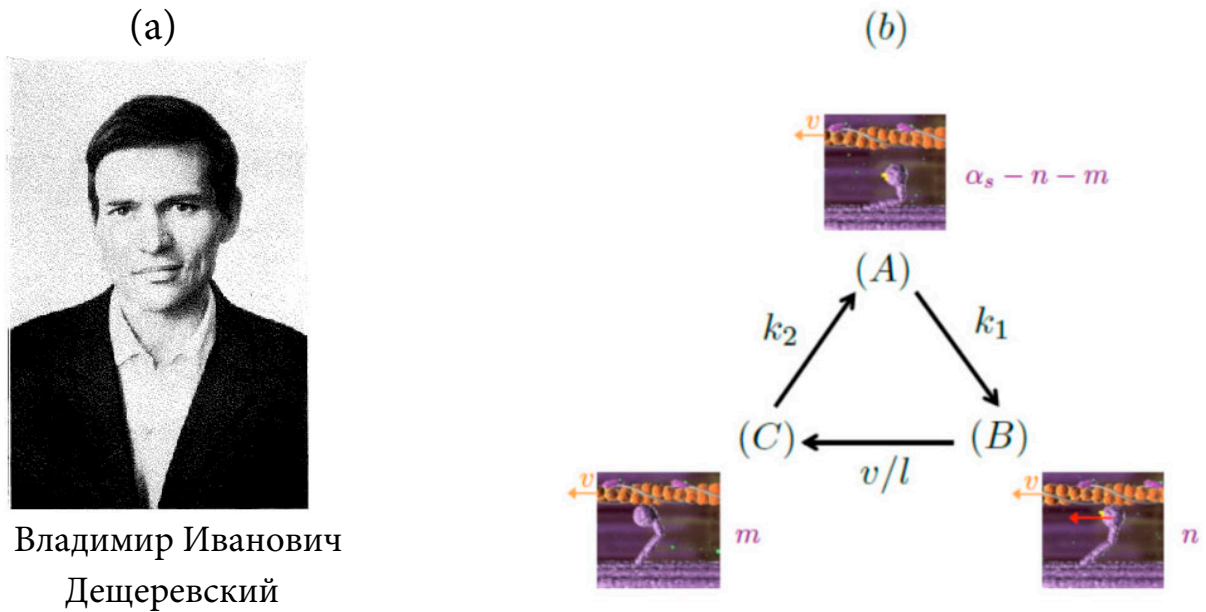 (a)
Владимир Иванович
Дещеревский
(b)
v
α_s − n − m
(A)
k_2
k_1
(C)
(B)
v/l
v
m
v
n